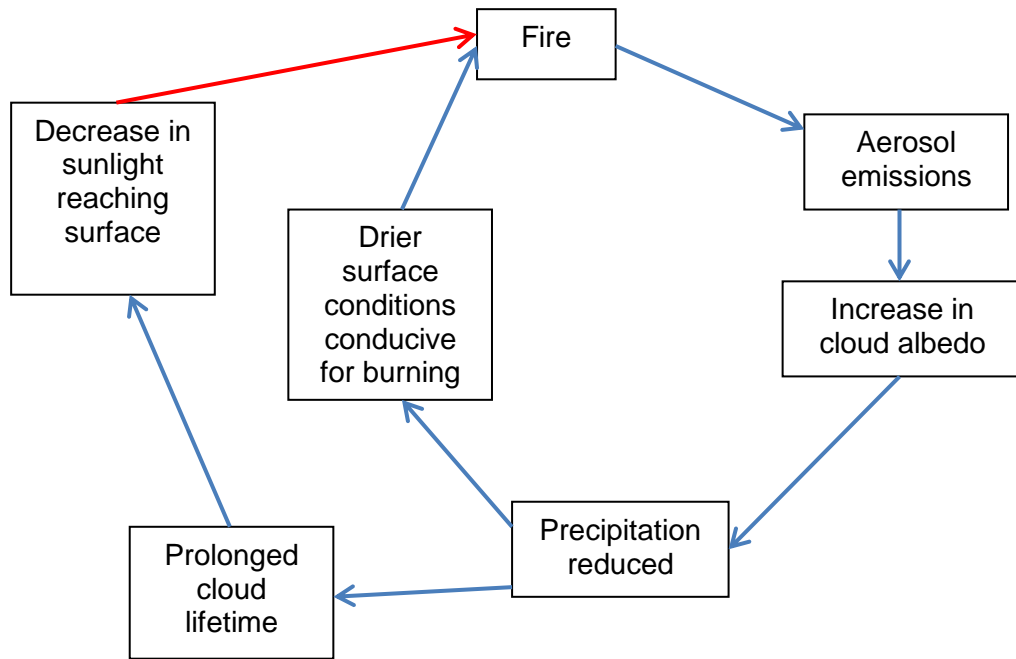 Fire
Decrease in
sunlight
reaching
surface
Aerosol
emissions
Drier
surface
conditions
conducive
for burning
Increase in
cloud albedo
Precipitation
reduced
Prolonged
cloud
lifetime